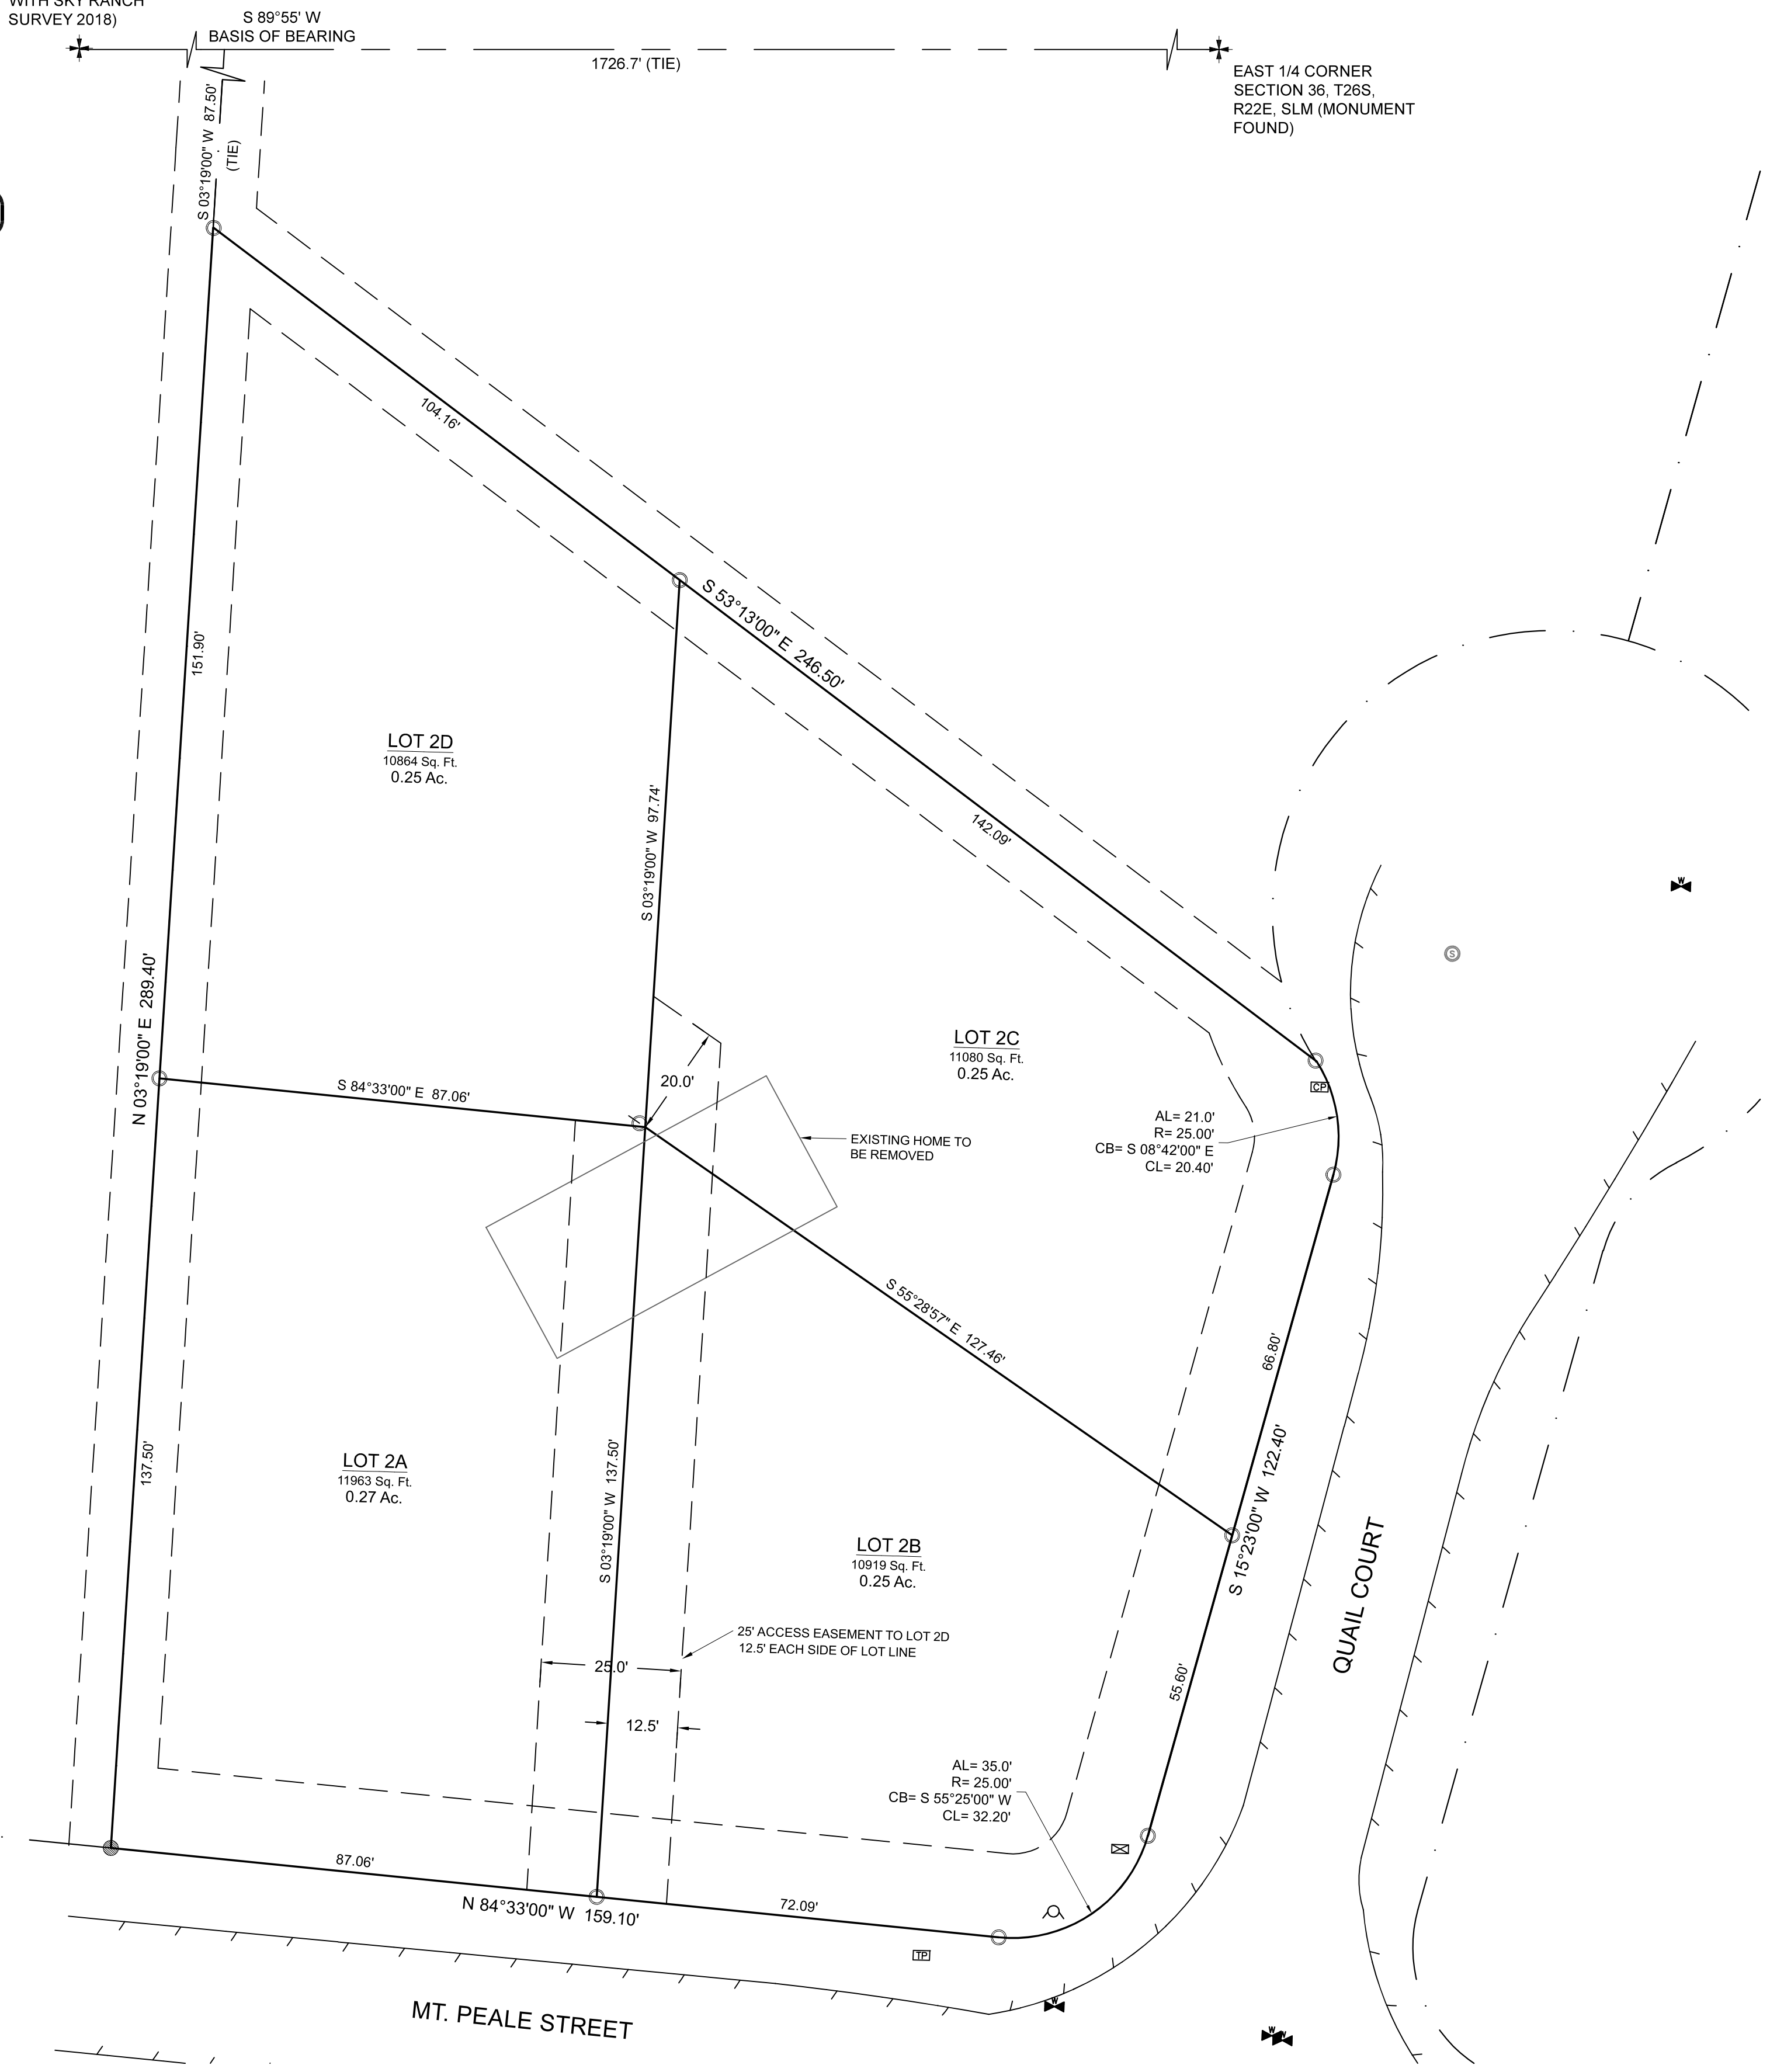 WITH SKY RANCH
SURVEY 2018)
S 89°55' W
BASIS OF BEARING
1726.7' (TIE)
EAST 1/4 CORNER
SECTION 36, T26S,
R22E, SLM (MONUMENT
FOUND)
S 03°19'00" W 87.50'
(TIE)
104.16'
S 53°13'00" E 246.50'
151.90'
LOT 2D
10864 Sq. Ft.
0.25 Ac.
S 03°19'00" W 97.74'
142.09'
W
S
N 03°19'00" E 289.40'
LOT 2C
11080 Sq. Ft.
0.25 Ac.
S 84°33'00" E 87.06'
20.0'
CP
AL= 21.0'
R= 25.00'
CB= S 08°42'00" E
CL= 20.40'
EXISTING HOME TO
BE REMOVED
S 55°28'57" E 127.46'
66.80'
137.50'
LOT 2A
11963 Sq. Ft.
0.27 Ac.
S 03°19'00" W 137.50'
S 15°23'00" W 122.40'
QUAIL COURT
LOT 2B
10919 Sq. Ft.
0.25 Ac.
25' ACCESS EASEMENT TO LOT 2D
12.5' EACH SIDE OF LOT LINE
25.0'
55.60'
12.5'
AL= 35.0'
R= 25.00'
CB= S 55°25'00" W
CL= 32.20'
87.06'
N 84°33'00" W 159.10'
72.09'
TP
MT. PEALE STREET
W
W
W